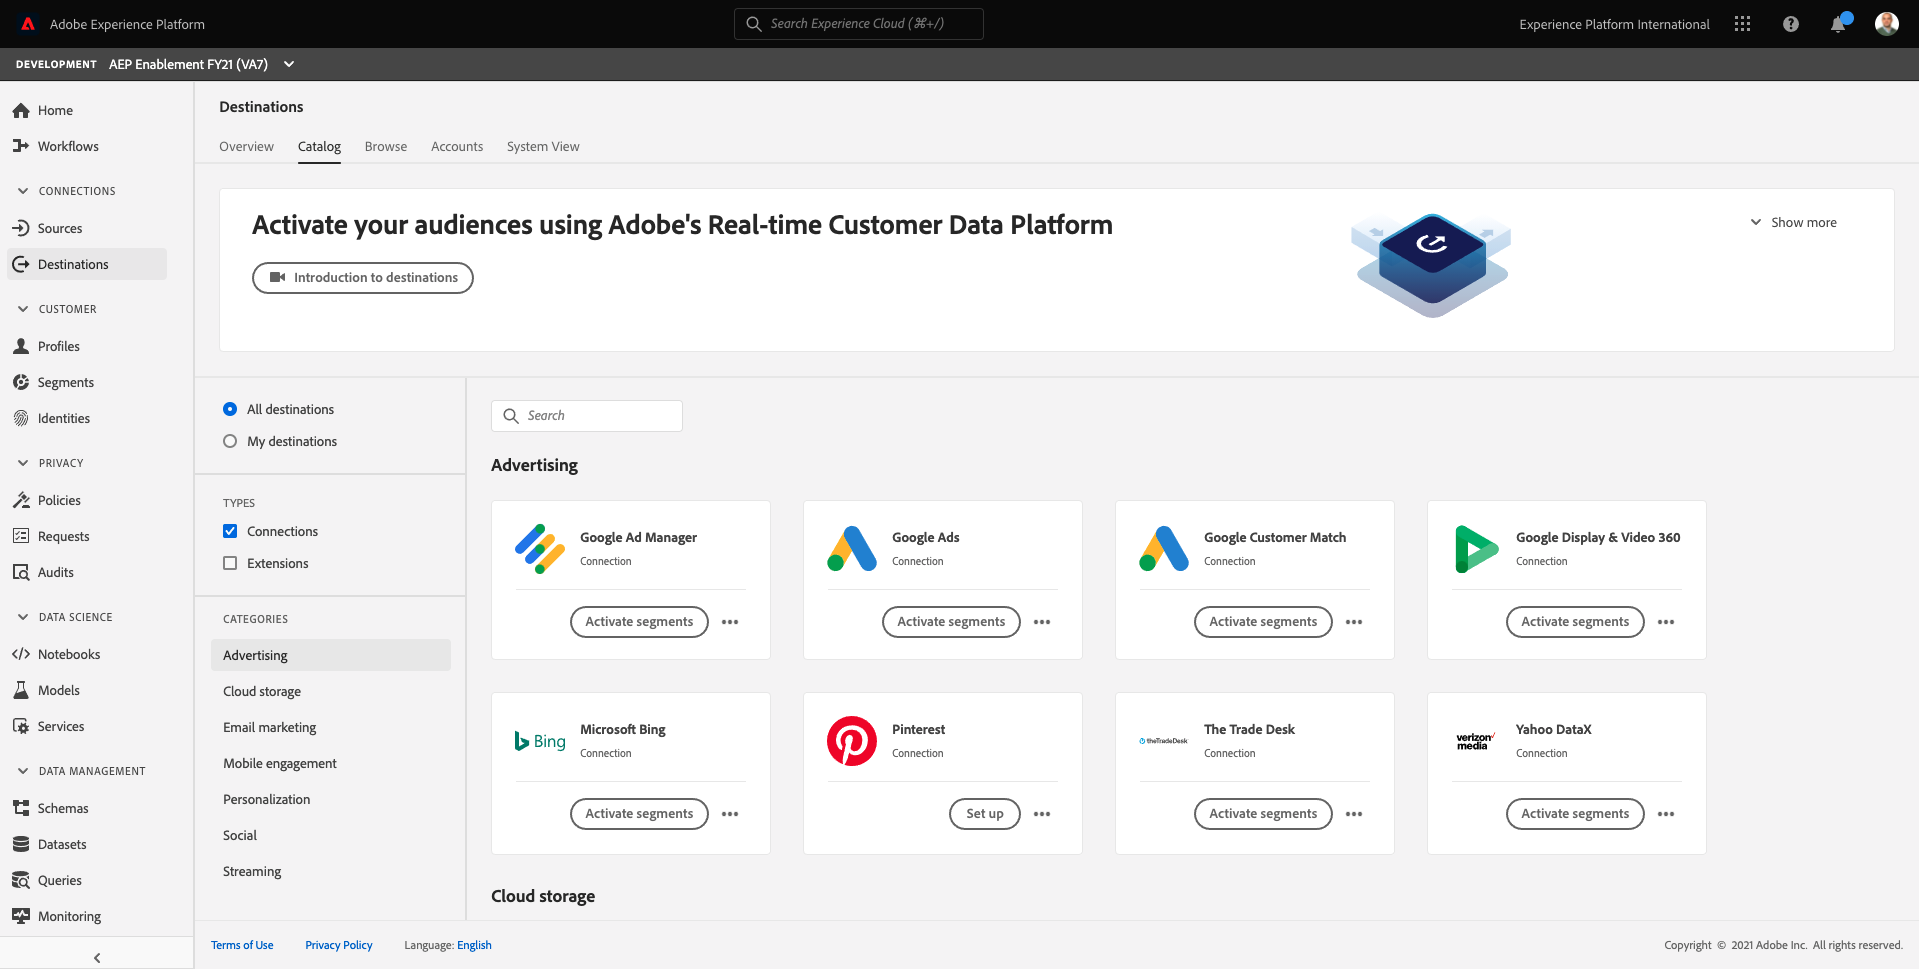 Adobe Experience Platform
Search Experience Cloud (⌘+/)
Experience Platform International
DEVELOPMENT AEP Enablement FY21 (VA7)
Home
Workflows
CONNECTIONS
Sources
Destinations
CUSTOMER
Profiles
Segments
Identities
PRIVACY
Policies
Requests
Audits
DATA SCIENCE
Notebooks
Models
Services
DATA MANAGEMENT
Schemas
Datasets
Queries
Monitoring
Destinations
Overview Catalog Browse Accounts System View
Activate your audiences using Adobe's Real-time Customer Data Platform
Show more
Introduction to destinations
All destinations
My destinations
TYPES
Connections
Extensions
CATEGORIES
Advertising
Cloud storage
Email marketing
Mobile engagement
Personalization
Social
Streaming
Search
Advertising
Google Ad Manager
Connection
Activate segments
Google Ads
Connection
Activate segments
Google Customer Match
Connection
Activate segments
Google Display & Video 360
Connection
Activate segments
Bing
Microsoft Bing
Connection
Activate segments
Pinterest
Connection
Set up
theTradeDesk
The Trade Desk
Connection
Activate segments
verizon
media
Yahoo DataX
Connection
Activate segments
Cloud storage
Terms of Use Privacy Policy Language: English
Copyright © 2021 Adobe Inc. All rights reserved.